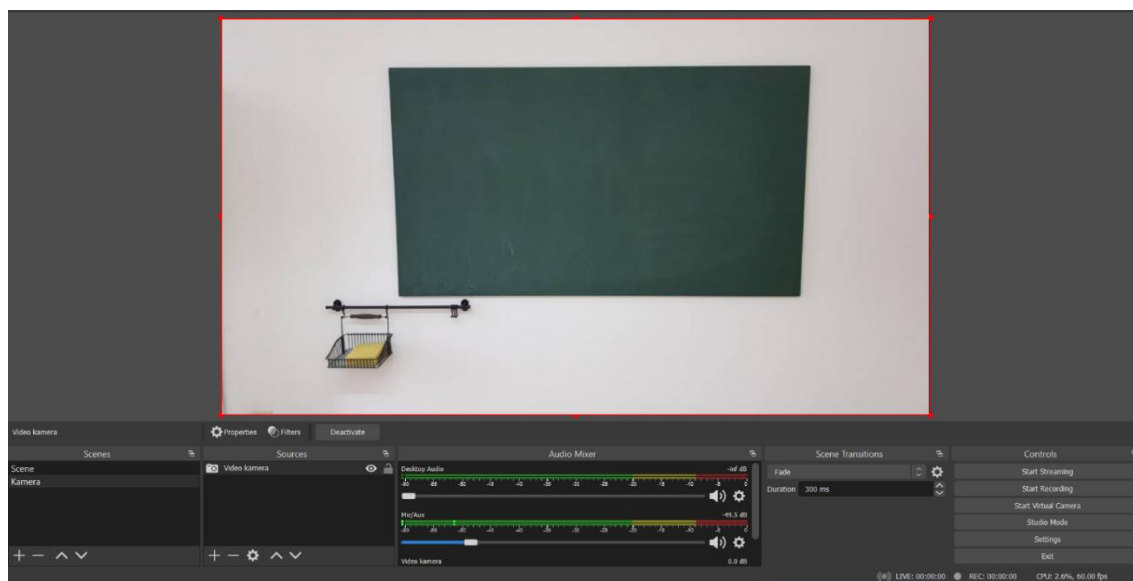 Video kamera
Properties
Filters
Deactivate
Scenes
Sources
Audio Mixer
Scene Transitions
Controls
Scene
Kamera
Video kamera
Desktop Audio
-inf dB
Mic/Aux
-49.5 dB
Video kamera
0.0 dB
Fade
Duration 300 ms
Start Streaming
Start Recording
Start Virtual Camera
Studio Mode
Settings
Exit
LIVE: 00:00:00
REC: 00:00:00
CPU: 2.6%, 60.00 fps